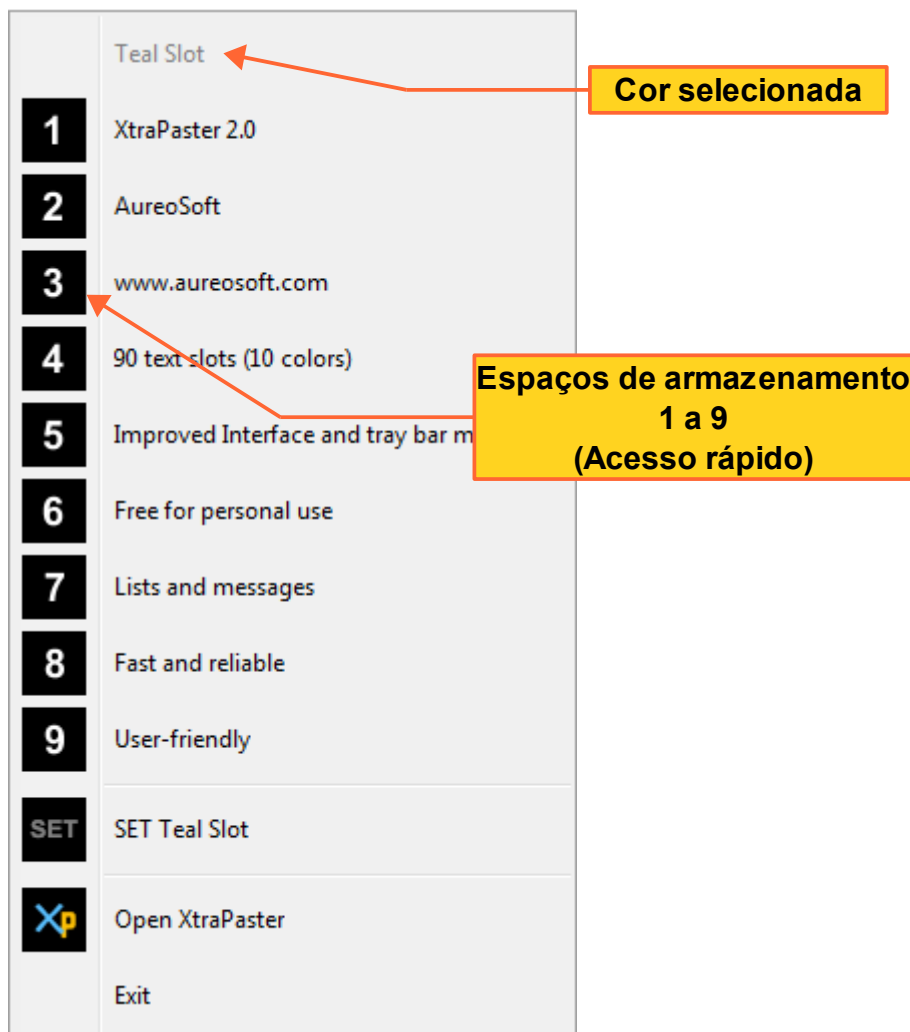 Teal Slot
Cor selecionada
1 XtraPaster 2.0
2 AureoSoft
3 www.aureosoft.com
4 90 text slots (10 colors)
Espaços de armazenamento
1 a 9
(Acesso rápido)
5 Improved Interface and tray bar m
6 Free for personal use
7 Lists and messages
8 Fast and reliable
9 User-friendly
SET SET Teal Slot
Xp Open XtraPaster
Exit